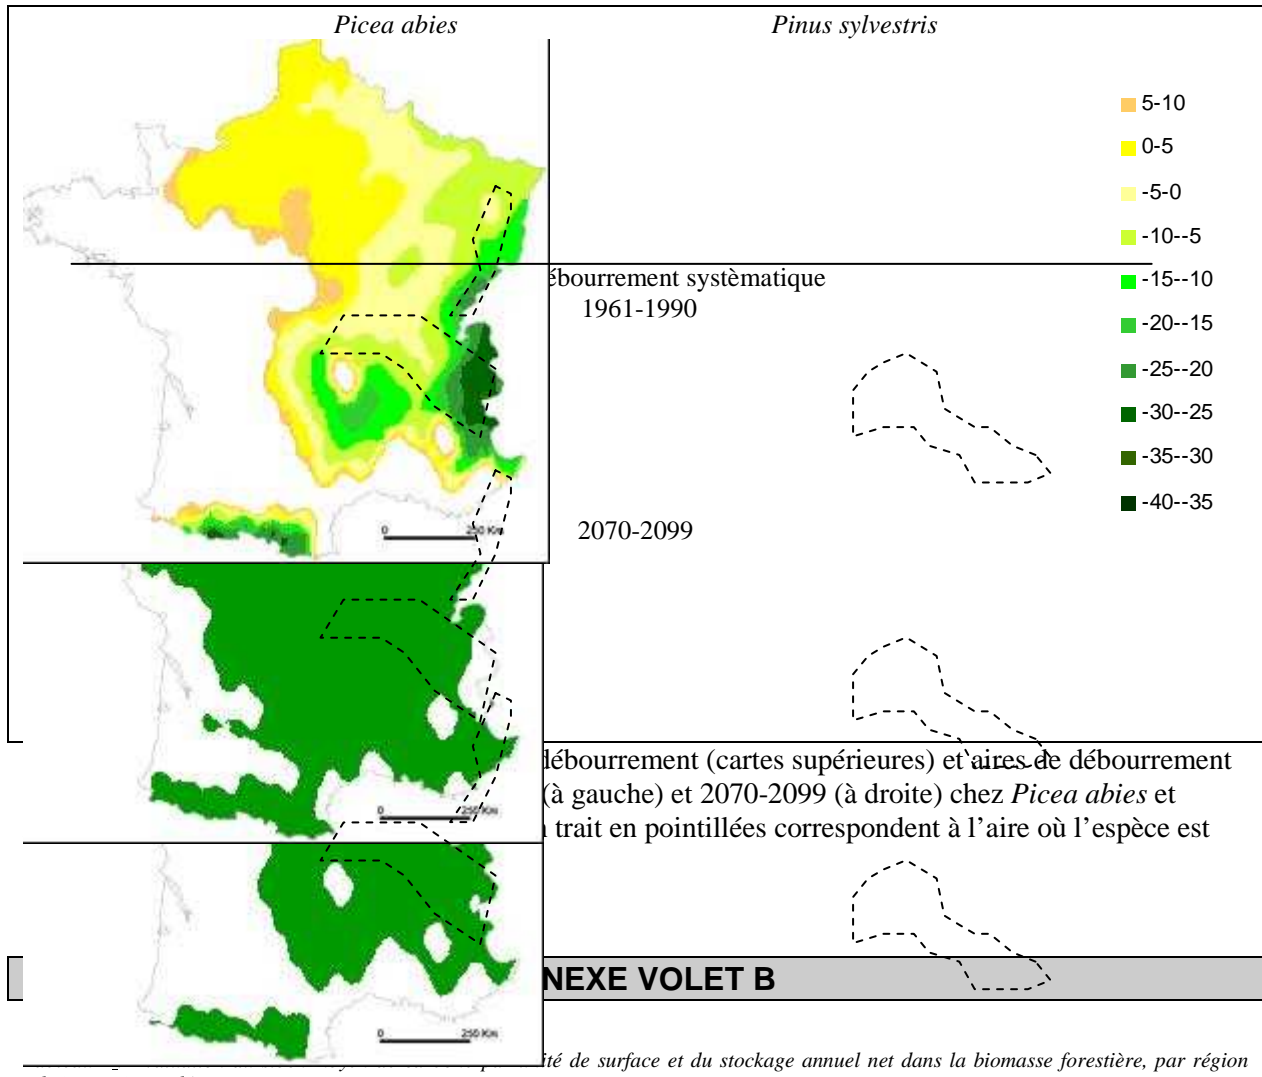 Picea abies
Pinus sylvestris
5-10
0-5
-5-0
-10--5
-15--10
-20--15
-25--20
-30--25
-35--30
-40--35
ébourrement systèmatique
1961-1990
0 250 Km
2070-2099
0 250 Km
débourrement (cartes supérieures) et aires de débourrement
(à gauche) et 2070-2099 (à droite) chez Picea abies et
trait en pointillées correspondent à l'aire où l'espèce est
NEXE VOLET B
0 250 Km
ité de surface et du stockage annuel net dans la biomasse forestière, par région